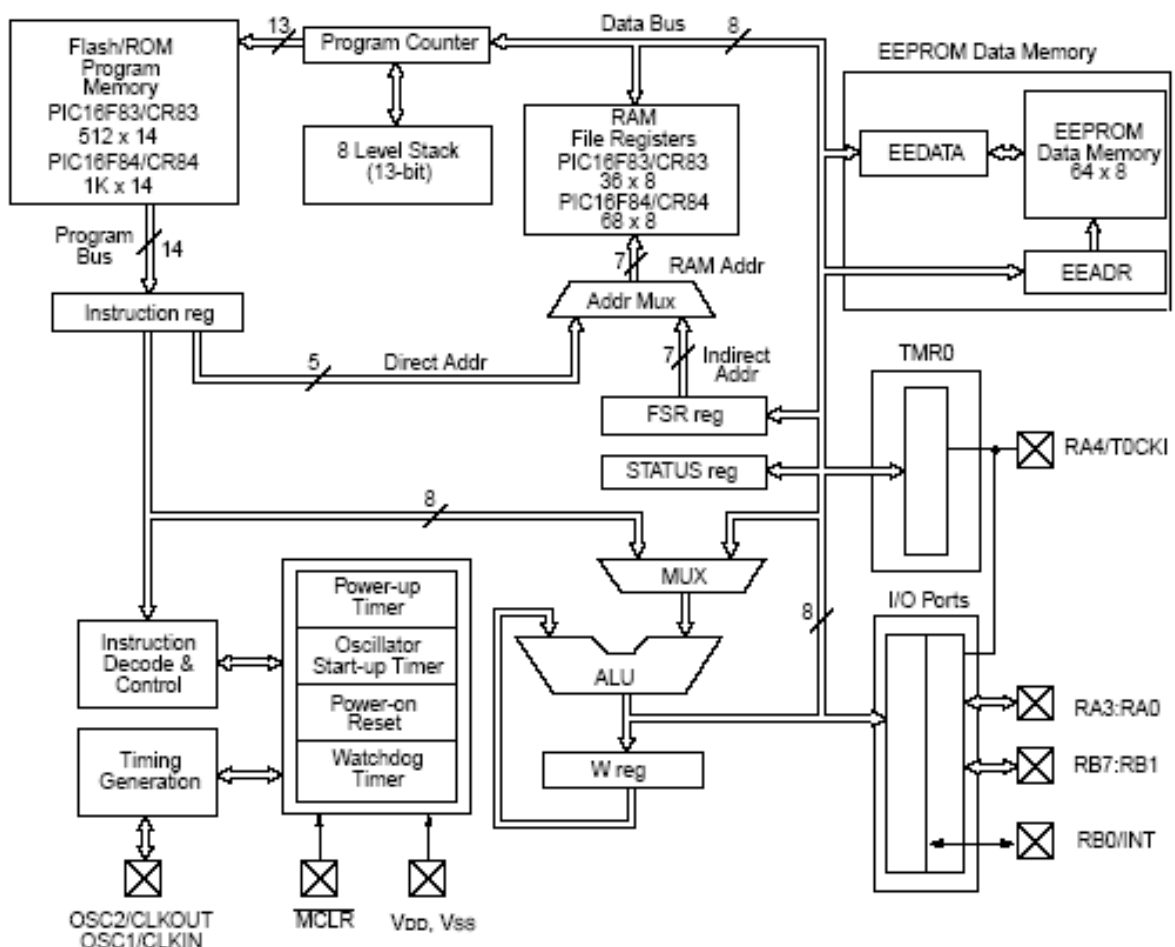 Flash/ROM
Program
Memory
PIC16F83/CR83
512 x 14
PIC16F84/CR84
1K x 14
13
Program Counter
Data Bus
8
8 Level Stack
(13-bit)
RAM
File Registers
PIC16F83/CR83
36 x 8
PIC16F84/CR84
68 x 8
EEPROM Data Memory
EEDATA
EEPROM
Data Memory
64 x 8
EEADR
Program
Bus
14
7
RAM Addr
Addr Mux
Instruction reg
5
Direct Addr
7
Indirect
Addr
FSR reg
STATUS reg
TMR0
RA4/T0CKI
8
MUX
8
I/O Ports
Power-up
Timer
Oscillator
Start-up Timer
Power-on
Reset
Watchdog
Timer
Instruction
Decode &
Control
Timing
Generation
ALU
W reg
RA3:RA0
RB7:RB1
RB0/INT
OSC2/CLKOUT
OSC1/CLKIN
MCLR
VDD, VSS